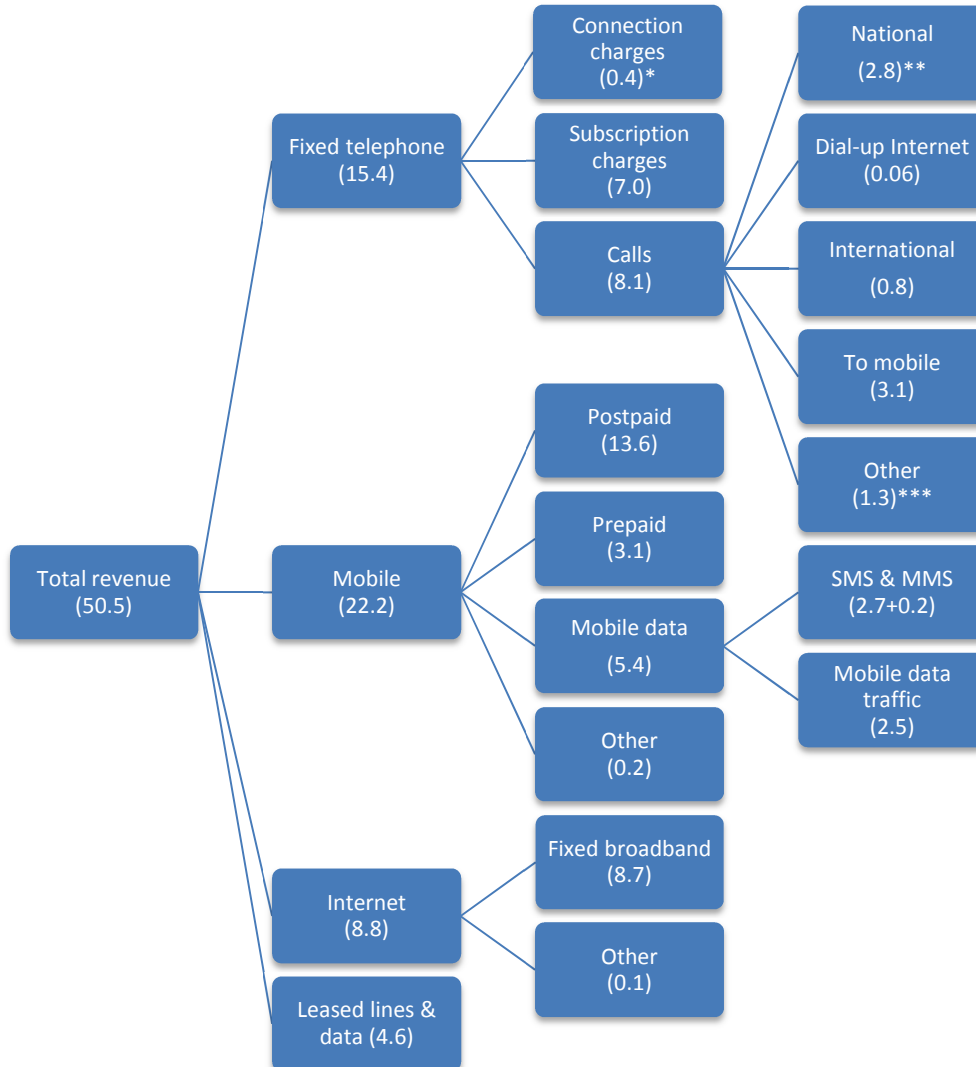 Connection
charges
(0.4)*
National
(2.8)**
Fixed telephone
(15.4)
Subscription
charges
(7.0)
Dial-up Internet
(0.06)
Calls
(8.1)
International
(0.8)
To mobile
(3.1)
Other
(1.3)***
Total revenue
(50.5)
Mobile
(22.2)
Postpaid
(13.6)
Prepaid
(3.1)
Mobile data
(5.4)
Other
(0.2)
SMS & MMS
(2.7+0.2)
Mobile data
traffic
(2.5)
Internet
(8.8)
Fixed broadband
(8.7)
Other
(0.1)
Leased lines &
data (4.6)